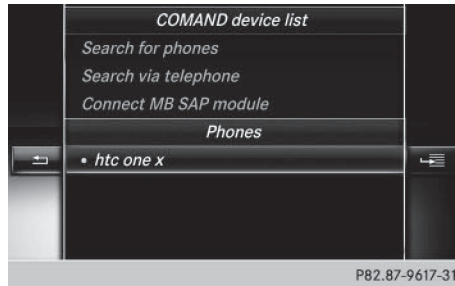 COMAND device list
Search for phones
Search via telephone
Connect MB SAP module
Phones
• htc one x
P82.87-9617-31